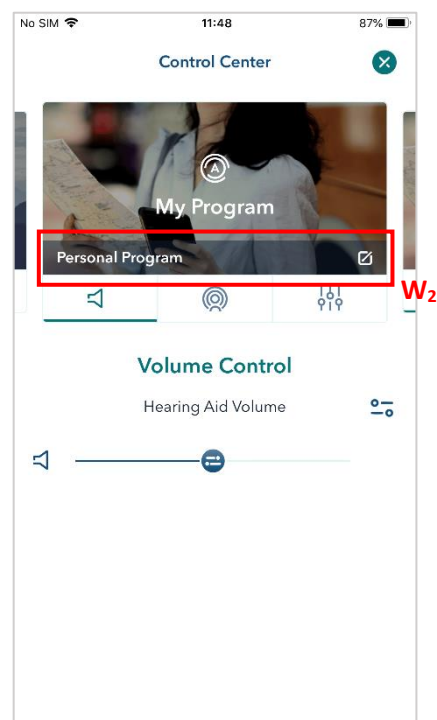 No SIM 11:48 87%
Control Center
A
My Program
Personal Program
W₂
Volume Control
Hearing Aid Volume